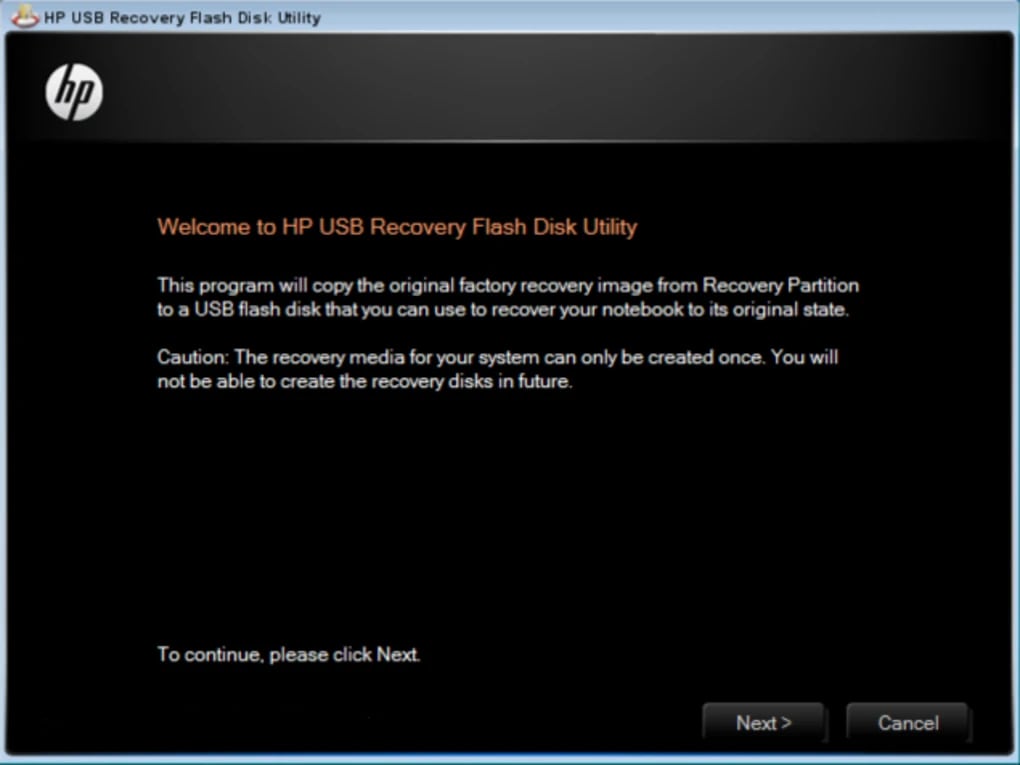 HP USB Recovery Flash Disk Utility
hp
Welcome to HP USB Recovery Flash Disk Utility
This program will copy the original factory recovery image from Recovery Partition
to a USB flash disk that you can use to recover your notebook to its original state.
Caution: The recovery media for your system can only be created once. You will
not be able to create the recovery disks in future.
To continue, please click Next.
Next >
Cancel